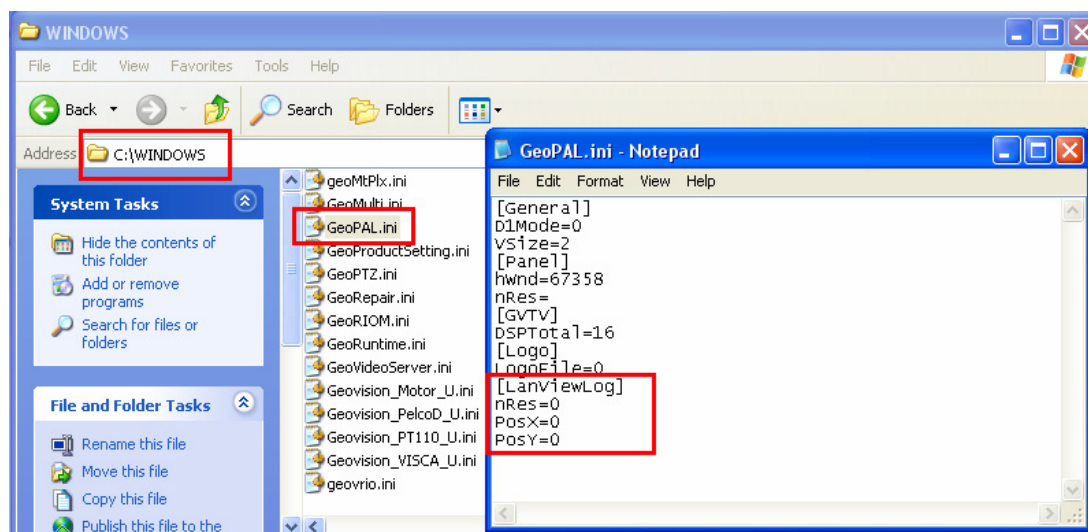 WINDOWS
File Edit View Favorites Tools Help
Back Search Folders
Address C:\WINDOWS
System Tasks
Hide the contents of
this folder
Add or remove
programs
Search for files or
folders
File and Folder Tasks
Rename this file
Move this file
Copy this file
Publish this file to the
geoMtPlx.ini
GeoMulti.ini
GeoPAL.ini
GeoProductSetting.ini
GeoPTZ.ini
GeoRepair.ini
GeoRIOM.ini
GeoRuntime.ini
GeoVideoServer.ini
Geovision_Motor_U.ini
Geovision_PelcoD_U.ini
Geovision_PT110_U.ini
Geovision_VISCA_U.ini
geovrio.ini
GeoPAL.ini - Notepad
File Edit Format View Help
[General]
D1Mode=0
VSize=2
[Panel]
hWnd=67358
nRes=
[GVTV]
DSPTotal=16
[Logo]
LogoFile=0
[LanViewLog]
nRes=0
PosX=0
PosY=0